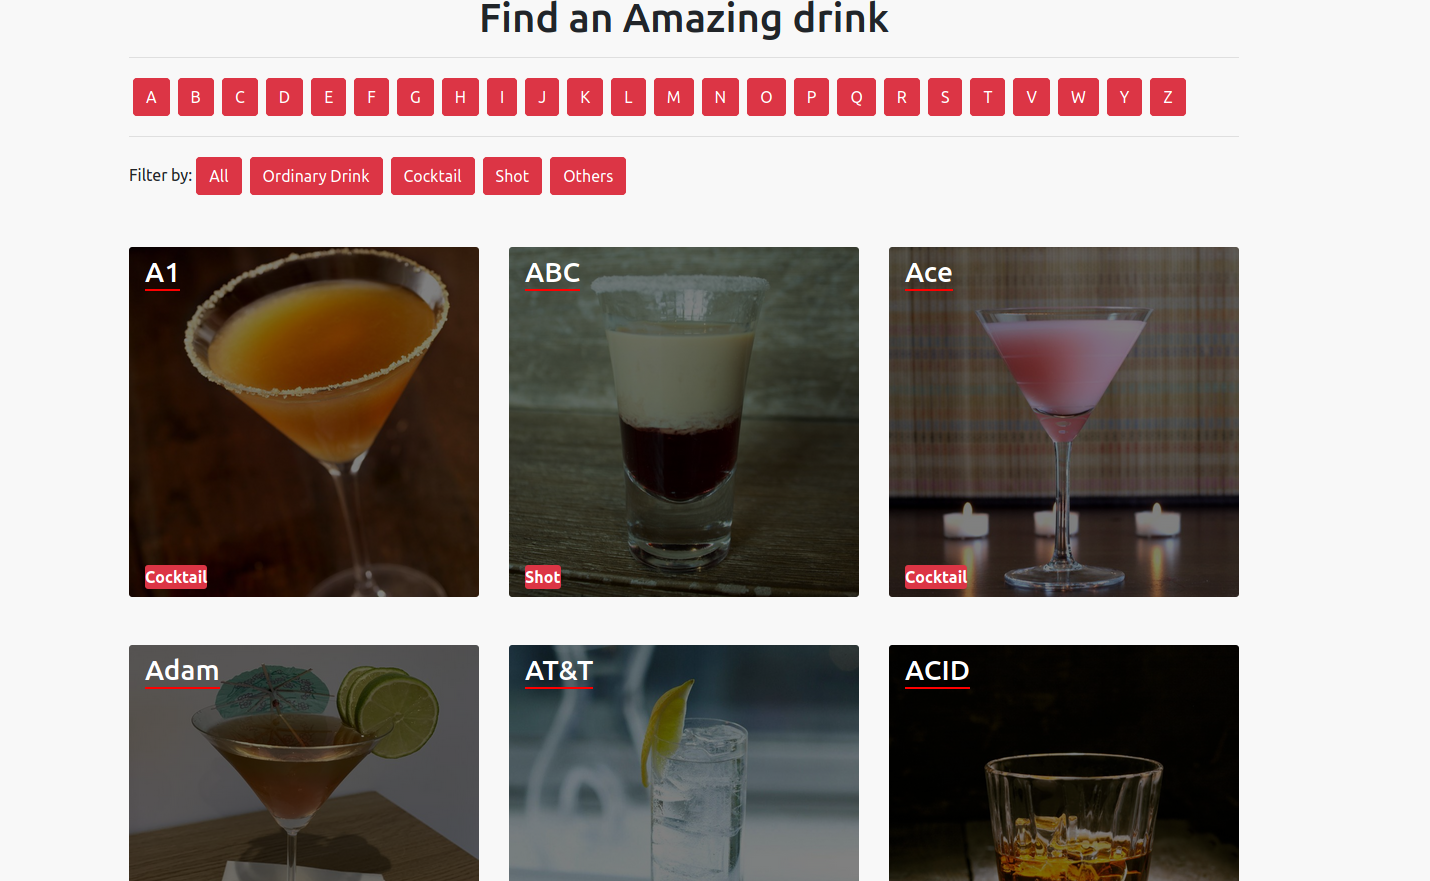 Find an Amazing drink
A B C D E F G H I J K L M N O P Q R S T V W Y Z
Filter by: All Ordinary Drink Cocktail Shot Others
A1 ABC Ace
Cocktail Shot Cocktail
Adam AT&T ACID